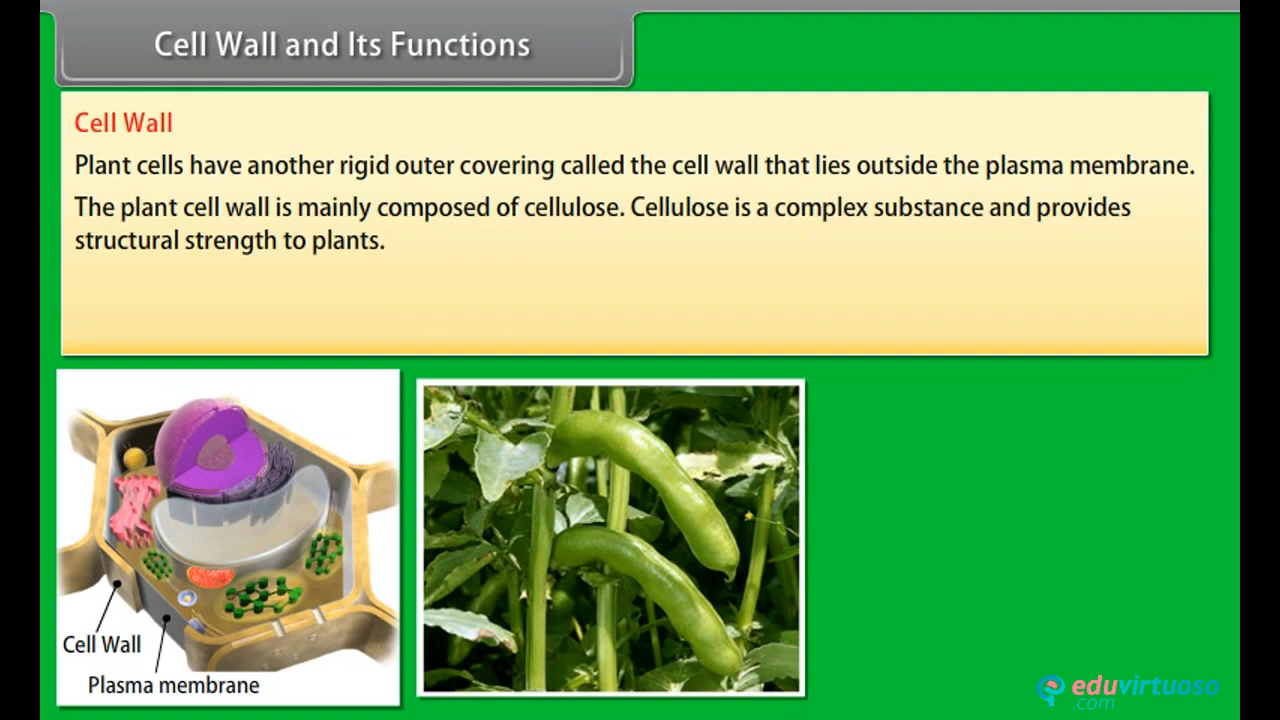 Cell Wall and Its Functions
Cell Wall
Plant cells have another rigid outer covering called the cell wall that lies outside the plasma membrane.
The plant cell wall is mainly composed of cellulose. Cellulose is a complex substance and provides
structural strength to plants.
Cell Wall
Plasma membrane
eduvirtuoso
.com